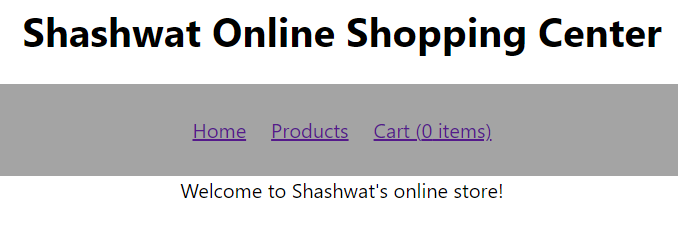 Shashwat Online Shopping Center
Home Products Cart (0 items)
Welcome to Shashwat's online store!